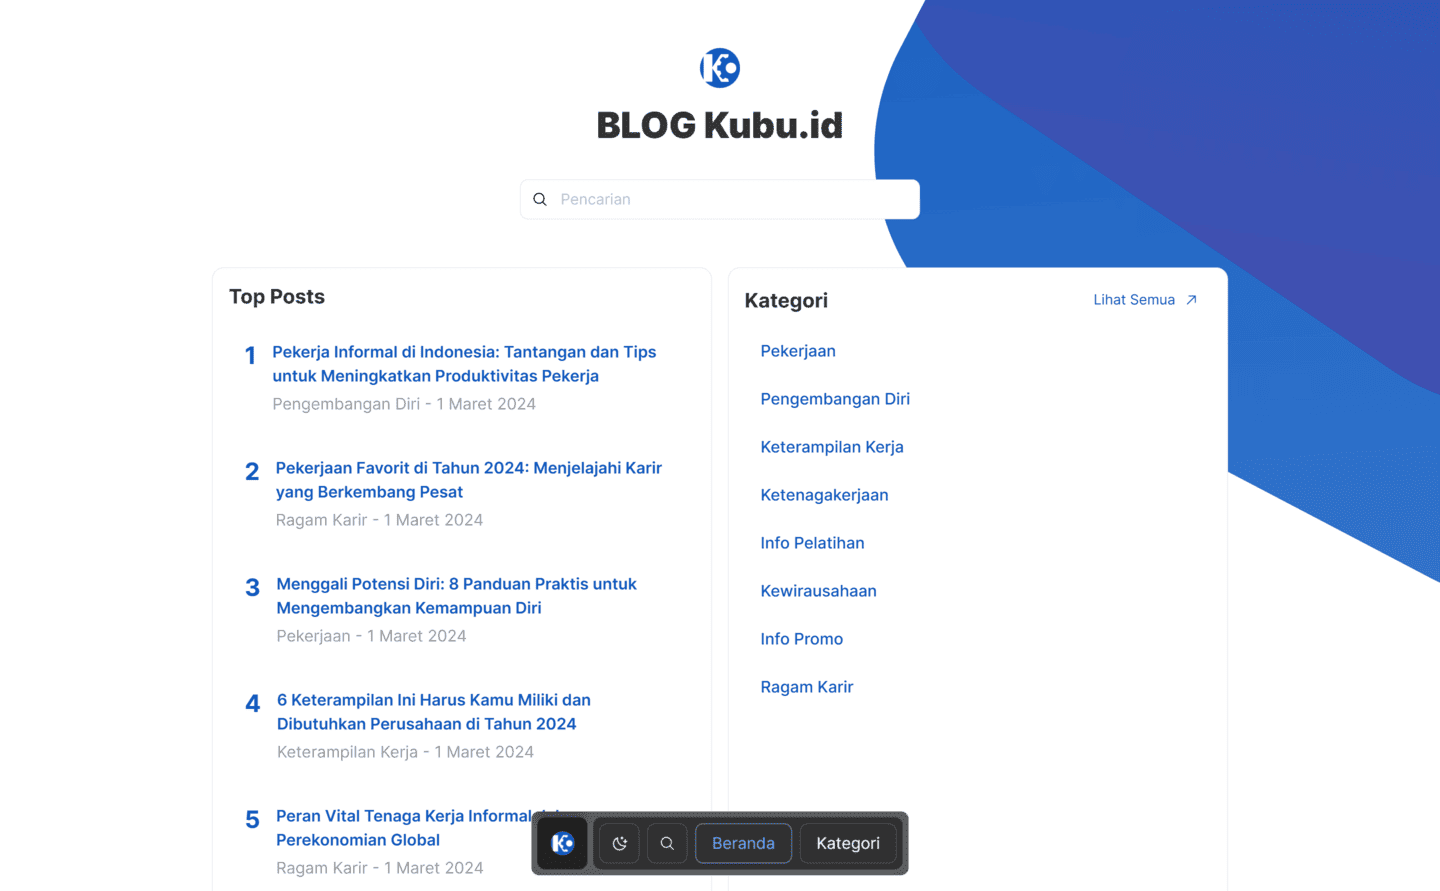 BLOG Kubu.id
Pencarian
Top Posts
1
Pekerja Informal di Indonesia: Tantangan dan Tips
untuk Meningkatkan Produktivitas Pekerja
Pengembangan Diri - 1 Maret 2024
2
Pekerjaan Favorit di Tahun 2024: Menjelajahi Karir
yang Berkembang Pesat
Ragam Karir - 1 Maret 2024
3
Menggali Potensi Diri: 8 Panduan Praktis untuk
Mengembangkan Kemampuan Diri
Pekerjaan - 1 Maret 2024
4
6 Keterampilan Ini Harus Kamu Miliki dan
Dibutuhkan Perusahaan di Tahun 2024
Keterampilan Kerja - 1 Maret 2024
5
Peran Vital Tenaga Kerja Informal
Perekonomian Global
Ragam Karir - 1 Maret 2024
Kategori
Lihat Semua
Pekerjaan
Pengembangan Diri
Keterampilan Kerja
Ketenagakerjaan
Info Pelatihan
Kewirausahaan
Info Promo
Ragam Karir
Beranda
Kategori